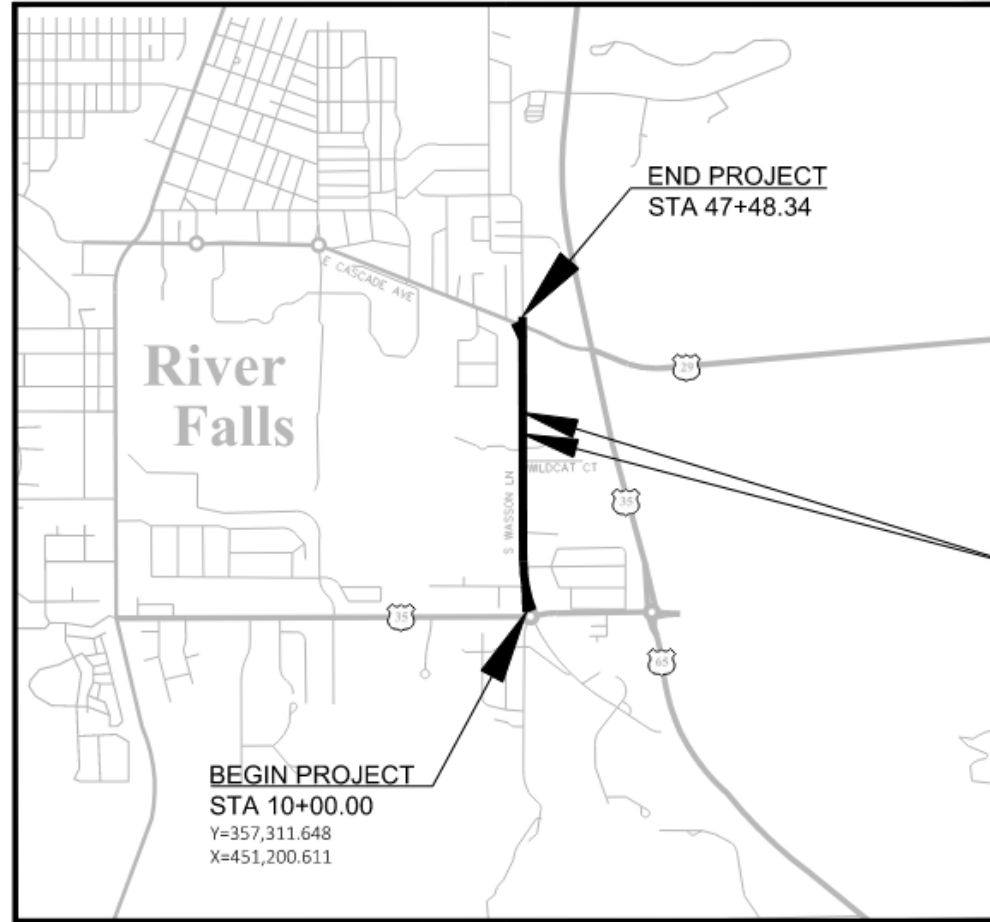 END PROJECT
STA 47+48.34
E CASCADE AVE
River
Falls
29
WILDCAT CT
S WASSON LN
35
35
65
BEGIN PROJECT
STA 10+00.00
Y=357,311.648
X=451,200.611